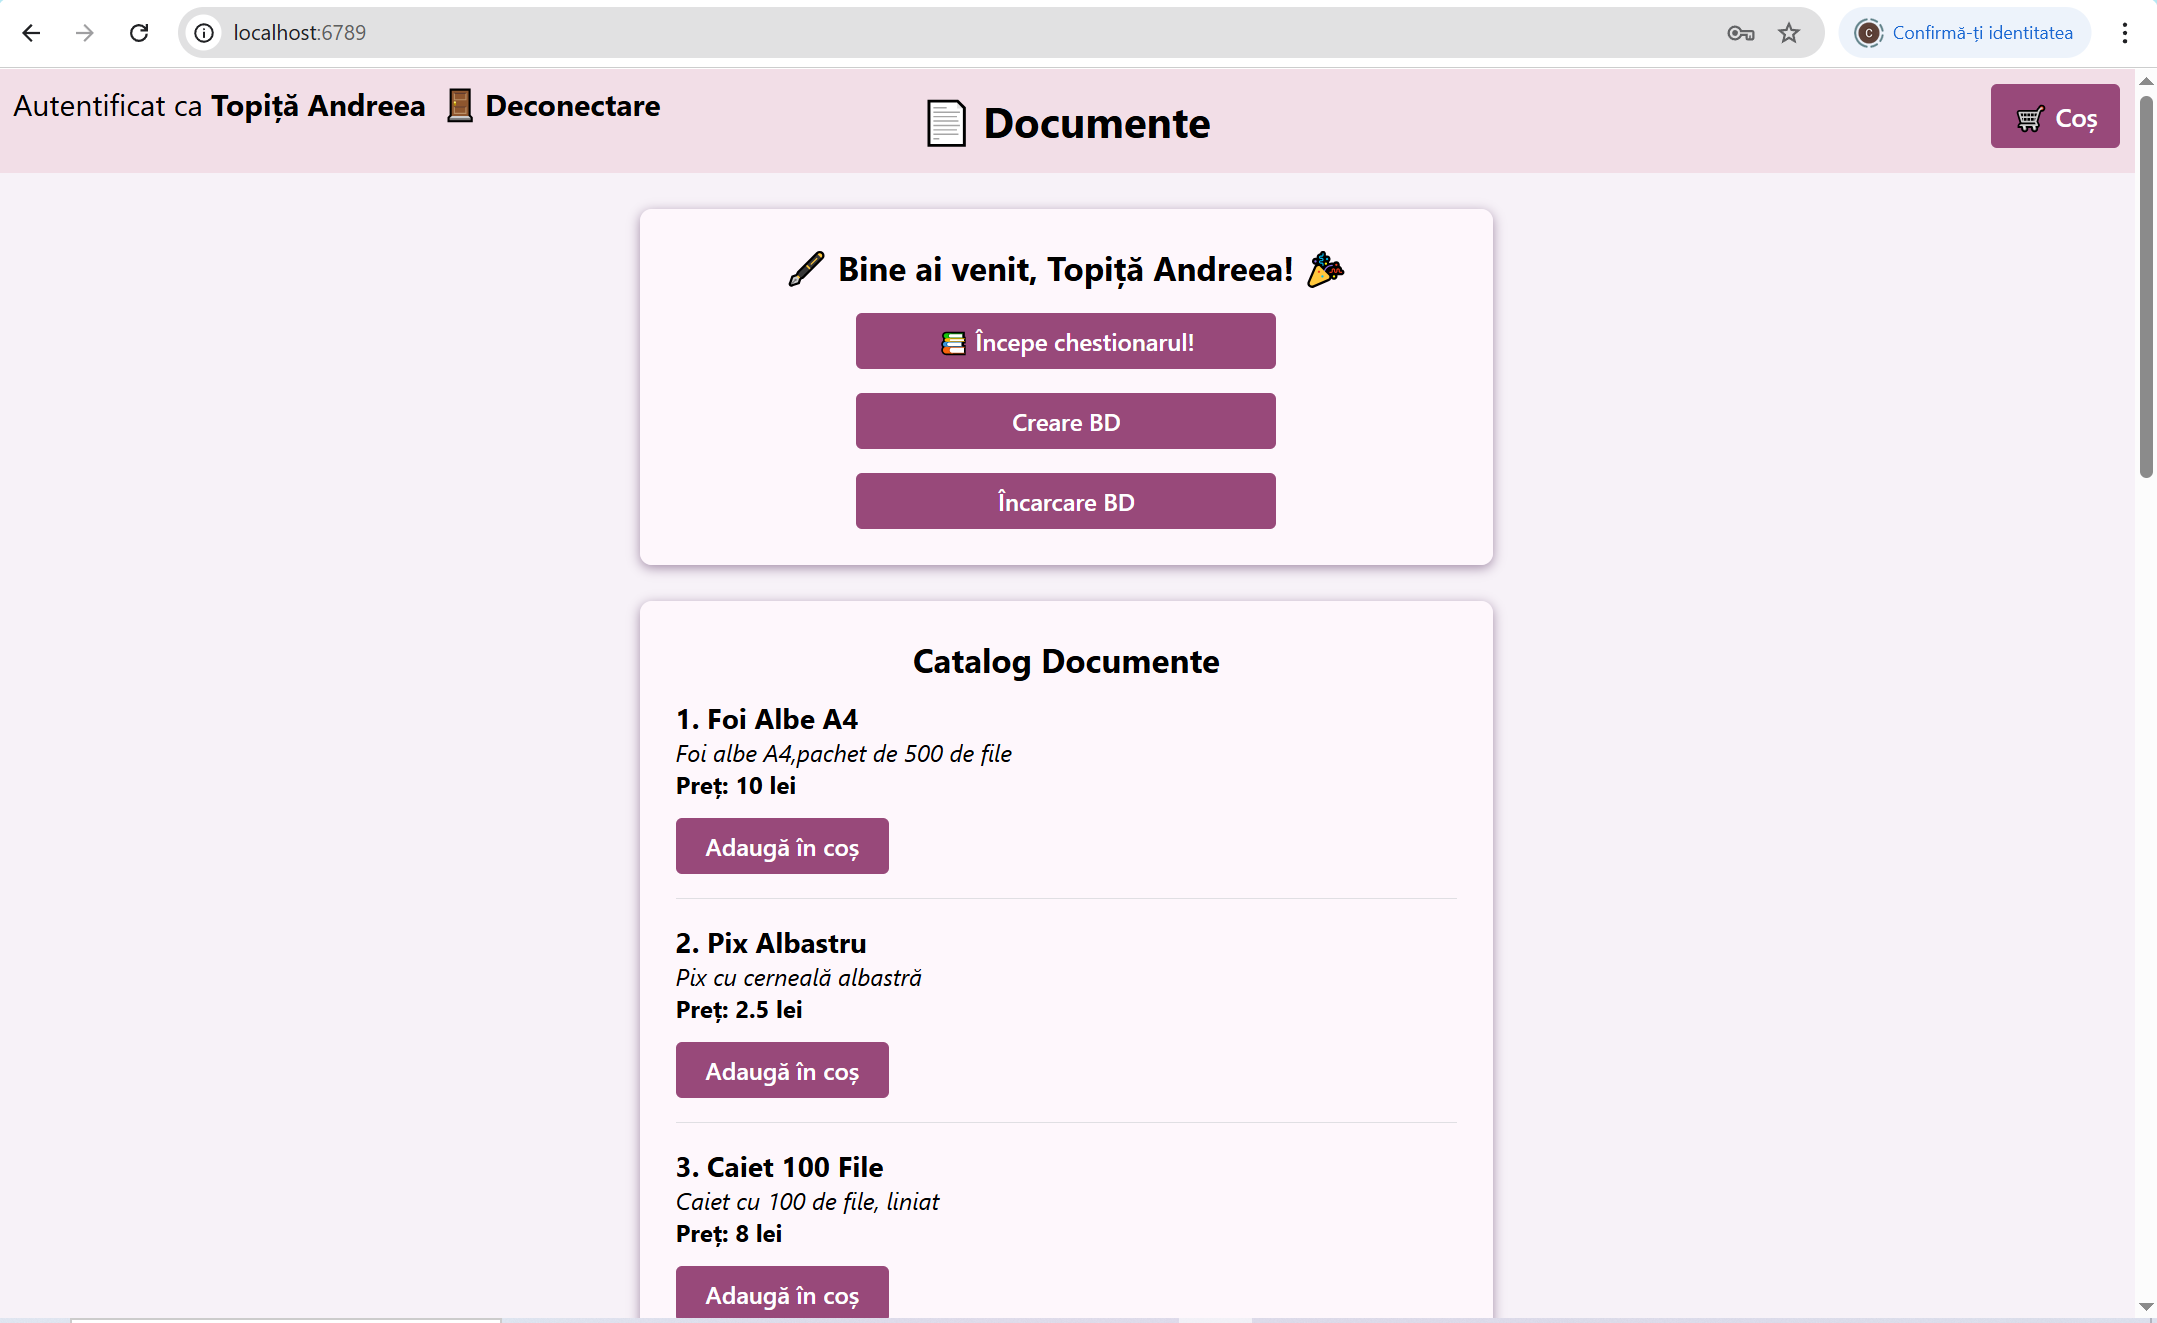 localhost:6789
Confirmă-ți identitatea
Autentificat ca Topiță Andreea 🚪 Deconectare
📄 Documente
🛒 Coș
🖋️ Bine ai venit, Topiță Andreea! 🎉
📚 Începe chestionarul!
Creare BD
Încarcare BD
Catalog Documente
1. Foi Albe A4
Foi albe A4,pachet de 500 de file
Preț: 10 lei
Adaugă în coș
2. Pix Albastru
Pix cu cerneală albastră
Preț: 2.5 lei
Adaugă în coș
3. Caiet 100 File
Caiet cu 100 de file, liniat
Preț: 8 lei
Adaugă în coș